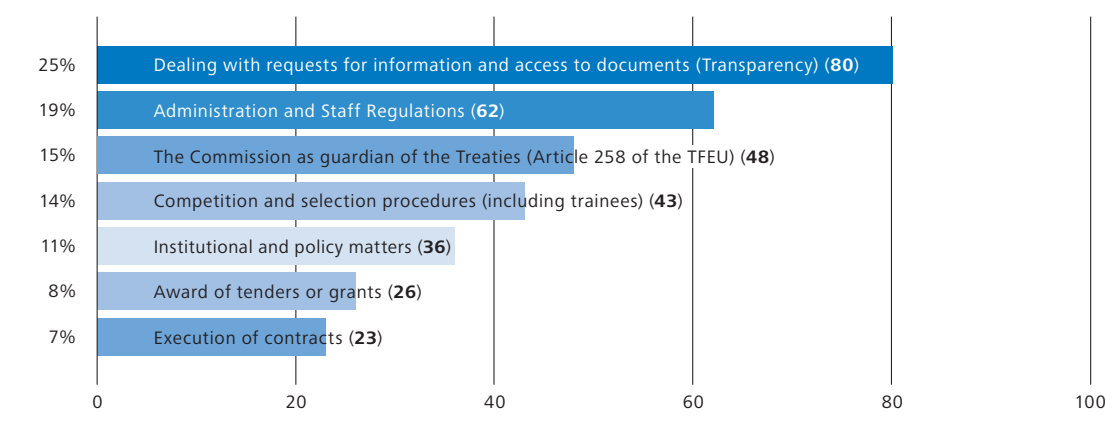 25% Dealing with requests for information and access to documents (Transparency) (80)
19% Administration and Staff Regulations (62)
15% The Commission as guardian of the Treaties (Article 258 of the TFEU) (48)
14% Competition and selection procedures (including trainees) (43)
11% Institutional and policy matters (36)
8% Award of tenders or grants (26)
7% Execution of contracts (23)
0 20 40 60 80 100